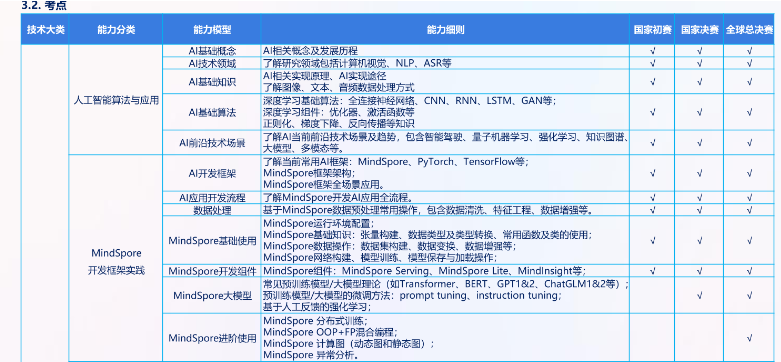 3.2. 考点
技术大类 能力分类 能力模型 能力细则 国家初赛 国家决赛 全球总决赛
人工智能算法与应用
AI基础概念 AI相关概念及发展历程 √ √ √
AI技术领域 了解研究领域包括计算机视觉、NLP、ASR等 √ √ √
AI基础知识 AI相关实现原理、AI实现途径 √ √ √
了解图像、文本、音频数据处理方式
AI基础算法 深度学习基础算法：全连接神经网络、CNN、RNN、LSTM、GAN等； √ √ √
深度学习组件：优化器、激活函数等
正则化、梯度下降、反向传播等知识
AI前沿技术场景 了解AI当前前沿技术场景及趋势，包含智能驾驶、量子机器学习、强化学习、知识图谱、 √ √ √
大模型、多模态等。
MindSpore
开发框架实践
AI开发框架 了解当前常用AI框架：MindSpore、PyTorch、TensorFlow等； √ √ √
MindSpore框架架构；
MindSpore框架全场景应用。
AI应用开发流程 了解MindSpore开发AI应用全流程。 √ √ √
数据处理 基于MindSpore数据预处理常用操作，包含数据清洗、特征工程、数据增强等。 √ √ √
MindSpore基础使用 MindSpore运行环境配置； √ √ √
MindSpore基础知识：张量构建、数据类型及类型转换、常用函数及类的使用；
MindSpore数据操作：数据集构建、数据变换、数据增强等；
MindSpore网络构建、模型训练、模型保存与加载操作；
MindSpore开发组件 MindSpore组件：MindSpore Serving、MindSpore Lite、MindInsight等； √ √ √
MindSpore大模型 常见预训练模型/大模型理论（如Transformer、BERT、GPT1&2、ChatGLM1&2等）； √ √
预训练模型/大模型的微调方法：prompt tuning、instruction tuning；
基于人工反馈的强化学习；
MindSpore进阶使用 MindSpore 分布式训练； √
MindSpore OOP+FP混合编程；
MindSpore 计算图（动态图和静态图）；
MindSpore 异常分析。